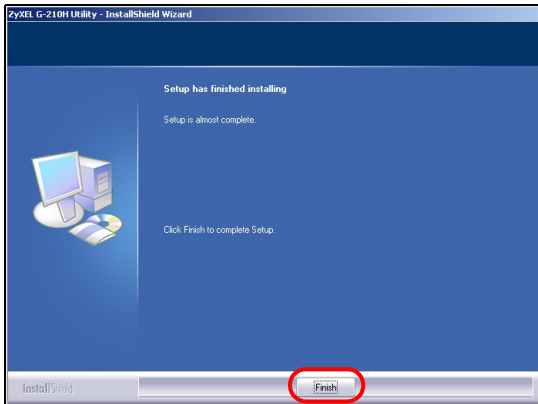 ZyXEL G-210H Utility - InstallShield Wizard
Setup has finished installing
Setup is almost complete.
Click Finish to complete Setup.
InstallShield
Finish